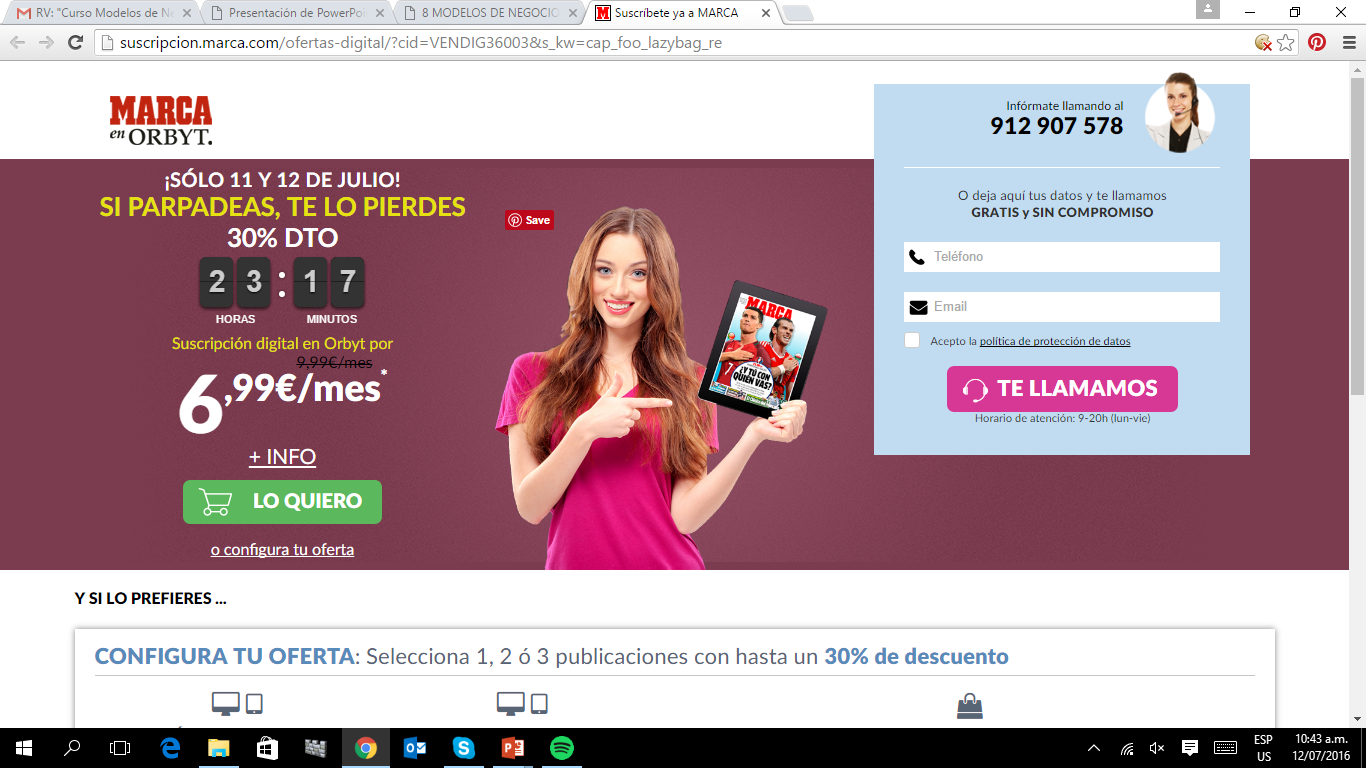 RV: "Curso Modelos de Ne
Presentación de PowerPoi
8 MODELOS DE NEGOCIO
Suscríbete ya a MARCA
suscripcion.marca.com/ofertas-digital/?cid=VENDIG36003&s_kw=cap_foo_lazybag_re
MARCA
en ORBYT.
Infórmate llamando al
912 907 578
¡SÓLO 11 Y 12 DE JULIO!
SI PARPADEAS, TE LO PIERDES
30% DTO
23:17
HORAS MINUTOS
Suscripción digital en Orbyt por
9,99€/mes
6,99€/mes*
+ INFO
LO QUIERO
o configura tu oferta
Save
MARCA
¿Y TÚ CON
QUIÉN VAS?
O deja aquí tus datos y te llamamos
GRATIS y SIN COMPROMISO
Teléfono
Email
Acepto la política de protección de datos
TE LLAMAMOS
Horario de atención: 9-20h (lun-vie)
Y SI LO PREFIERES ...
CONFIGURA TU OFERTA: Selecciona 1, 2 ó 3 publicaciones con hasta un 30% de descuento
ESP
US
10:43 a.m.
12/07/2016